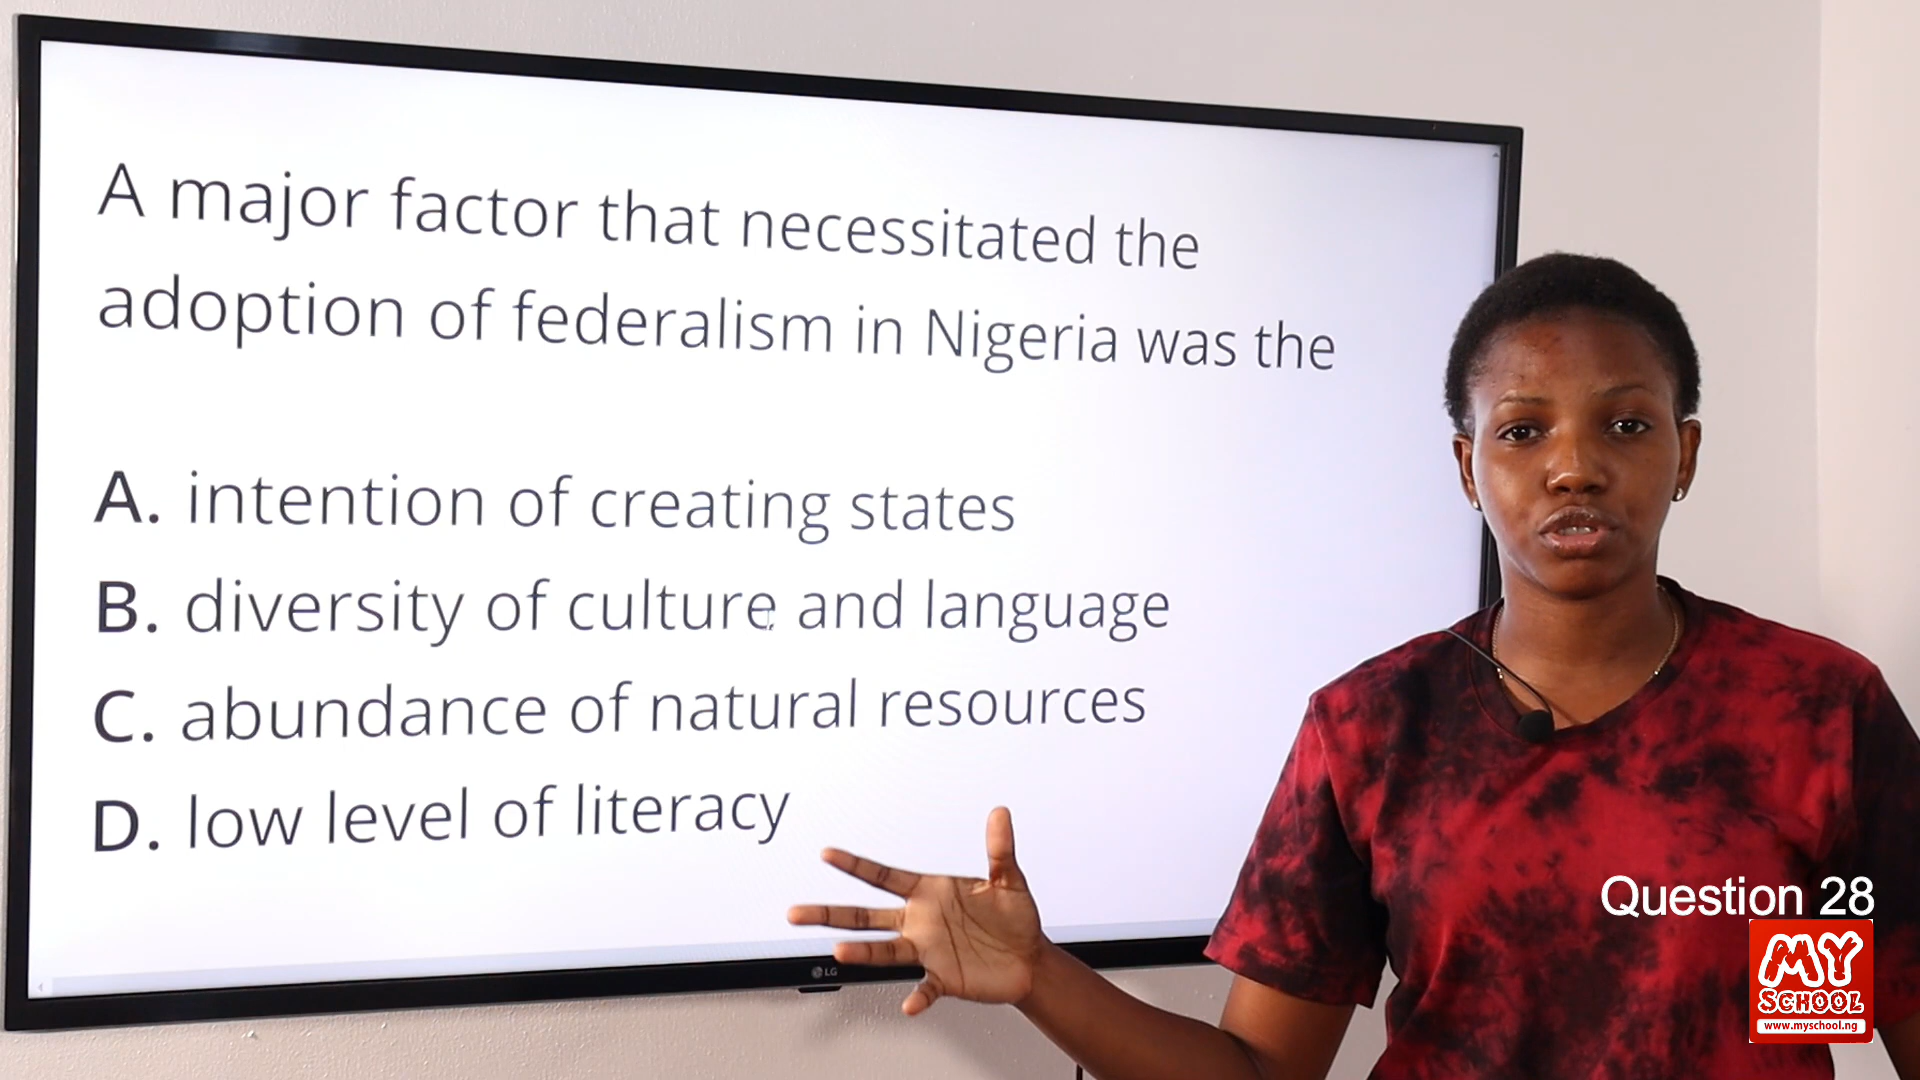 A major factor that necessitated the
adoption of federalism in Nigeria was the
A. intention of creating states
B. diversity of culture and language
C. abundance of natural resources
D. low level of literacy
LG
Question 28
MY
SCHOOL
www.myschool.ng